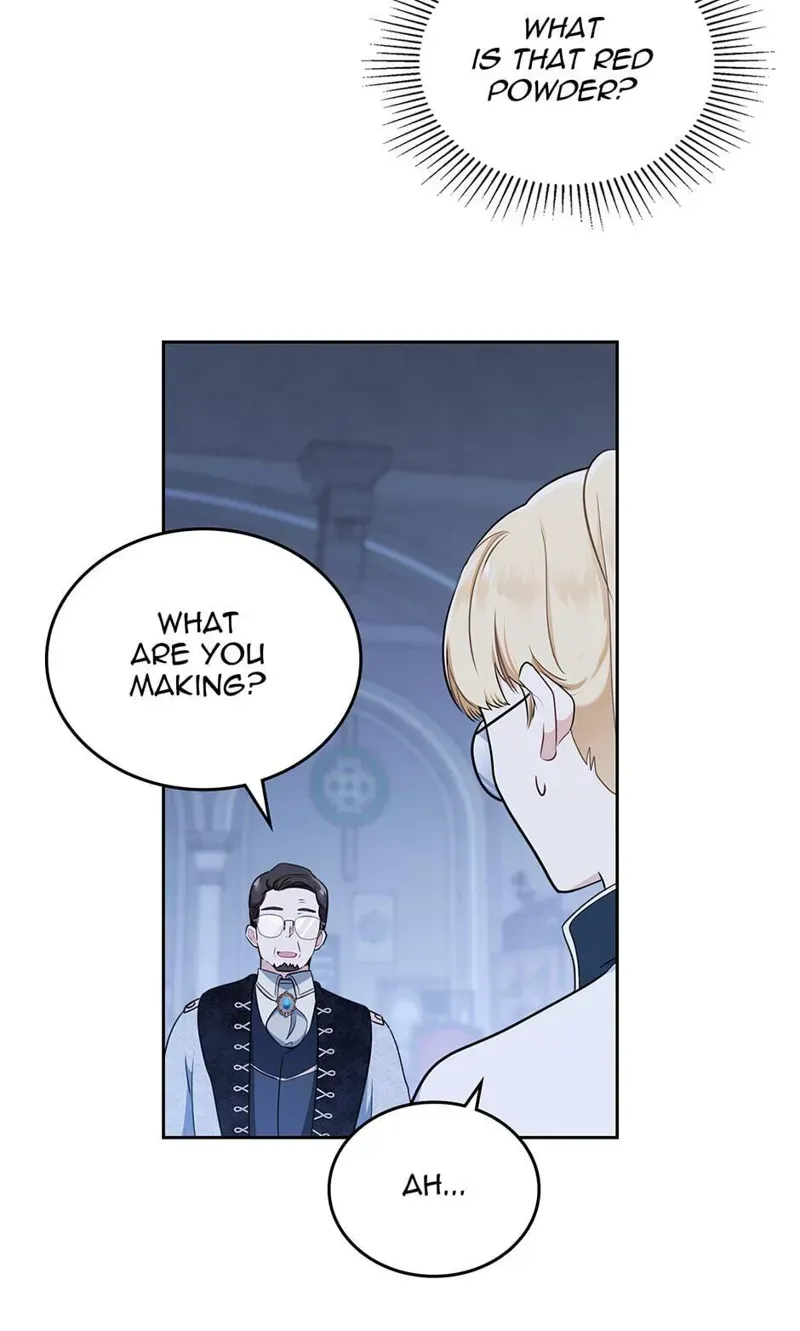 WHAT
IS THAT RED
POWDER?
WHAT
ARE YOU
MAKING?
AH...